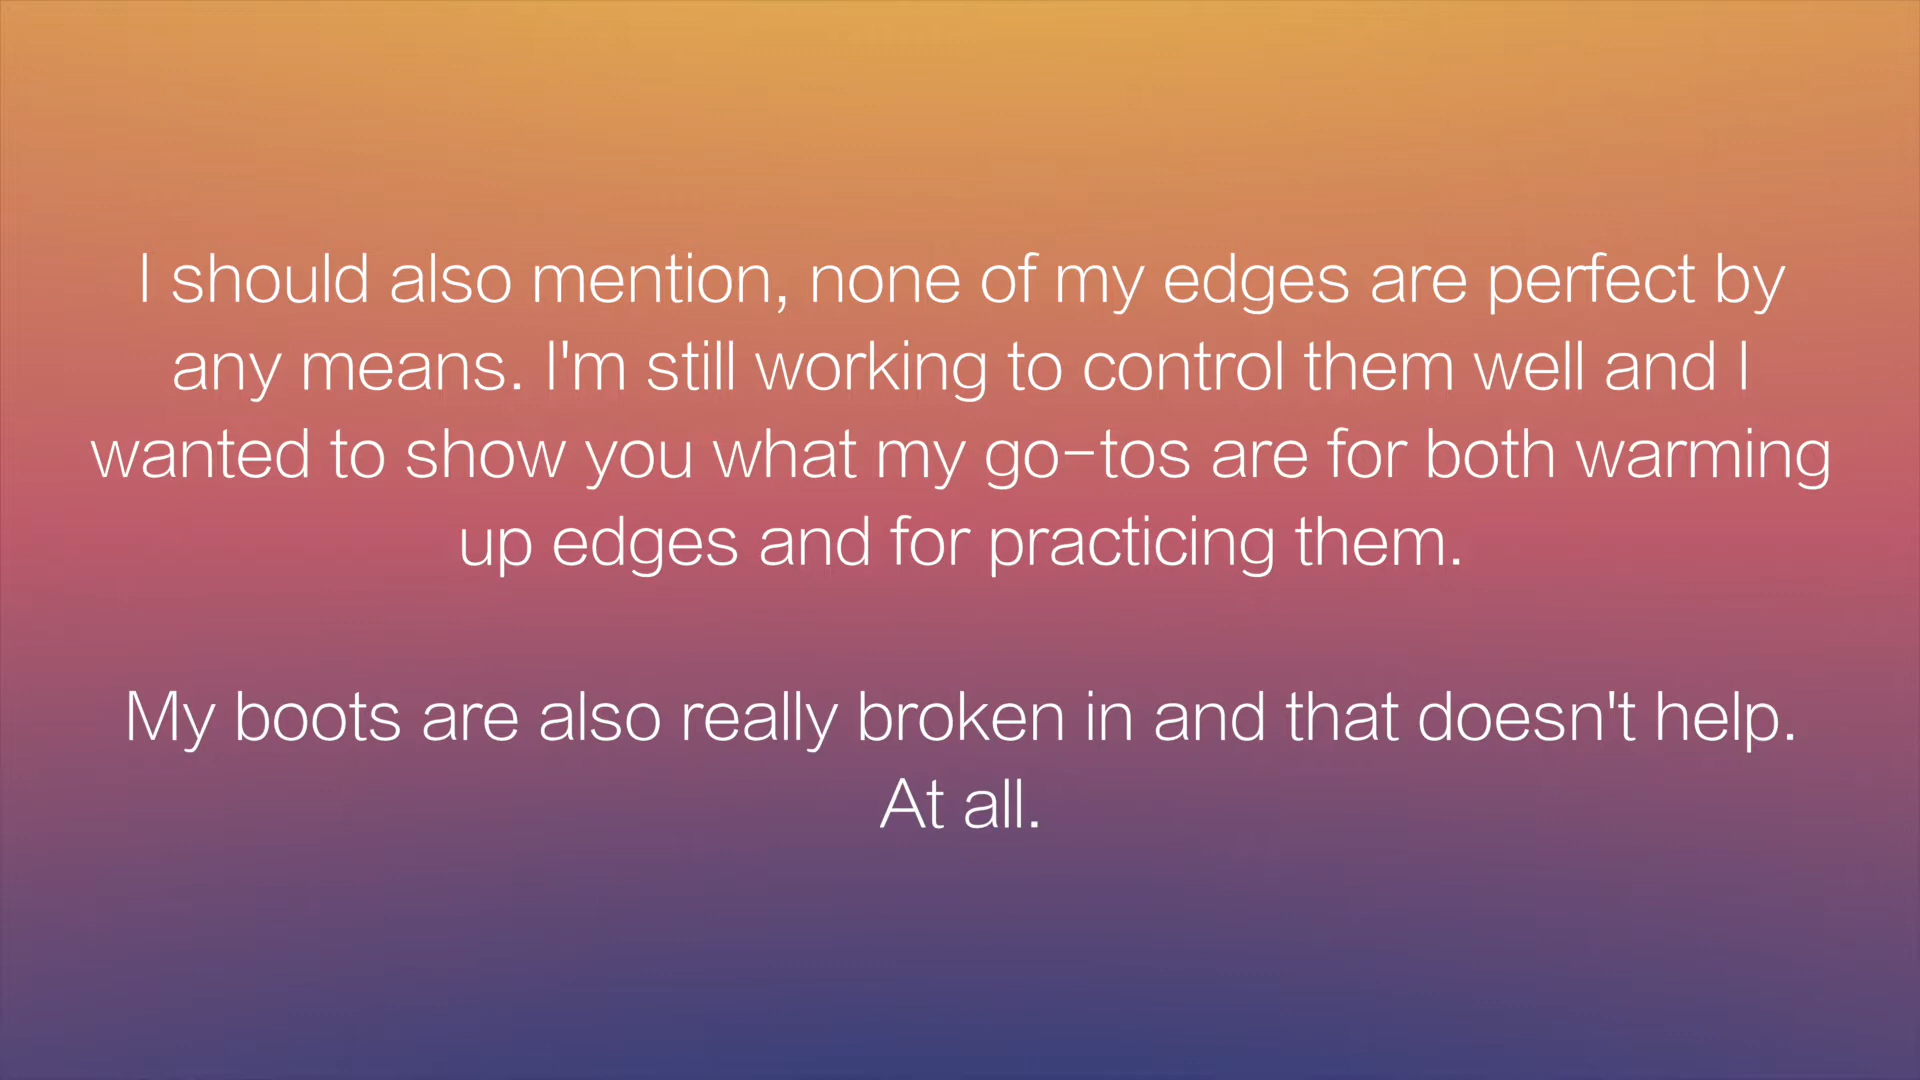 I should also mention, none of my edges are perfect by
any means. I'm still working to control them well and I
wanted to show you what my go-tos are for both warming
up edges and for practicing them.
My boots are also really broken in and that doesn't help.
At all.